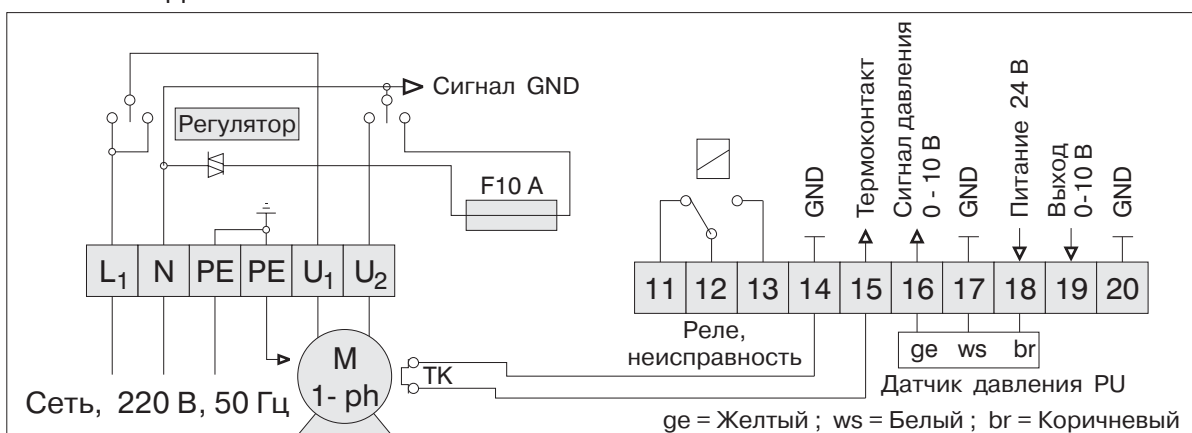 Сигнал GND
Регулятор
F10 A
L1 N PE PE U1 U2
M
1- ph
TK
Сеть, 220 В, 50 Гц
GND
Термоконтакт
Сигнал давления
0 - 10 В
GND
Питание 24 В
Выход
0-10 В
GND
11 12 13 14 15 16 17 18 19 20
Реле,
неисправность
ge ws br
Датчик давления PU
ge = Желтый ; ws = Белый ; br = Коричневый